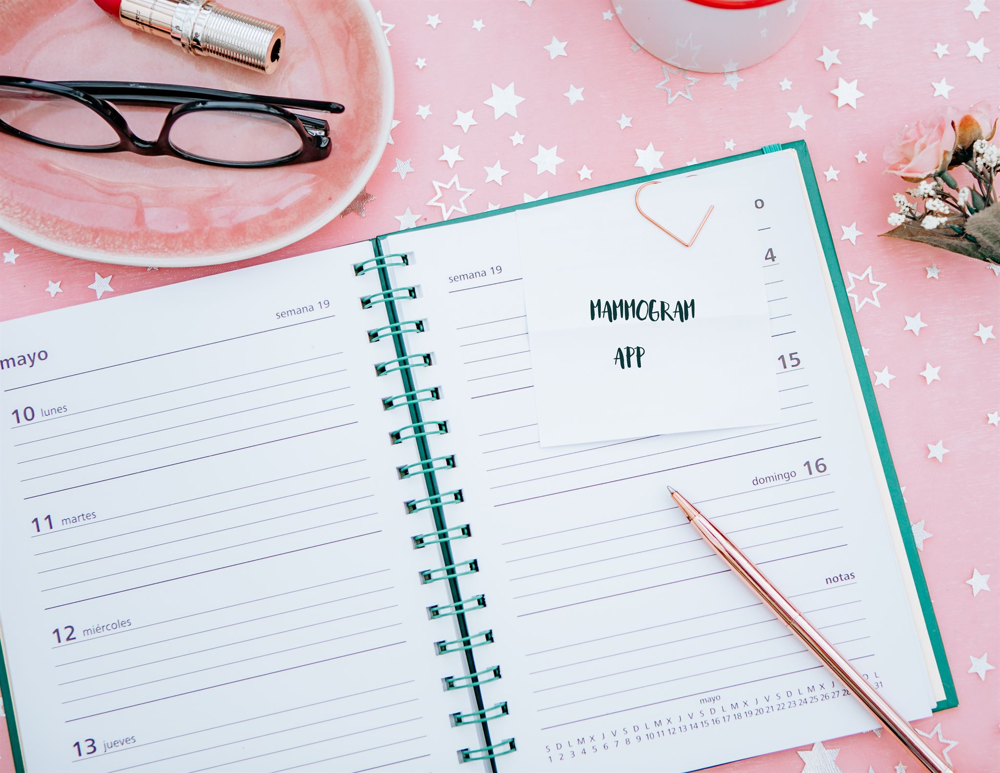 semana 19
mayo
10 lunes
11 martes
12 miércoles
13 jueves
semana 19
o
4
MAMMOGRAM
APP
15
domingo 16
notas
mayo
S D L M X J V S D L M X J V S D L M X J V S D L M X J D L
1 2 3 4 5 6 7 8 9 10 11 12 13 14 15 16 17 18 19 20 21 22 23 24 25 26 27 28 31